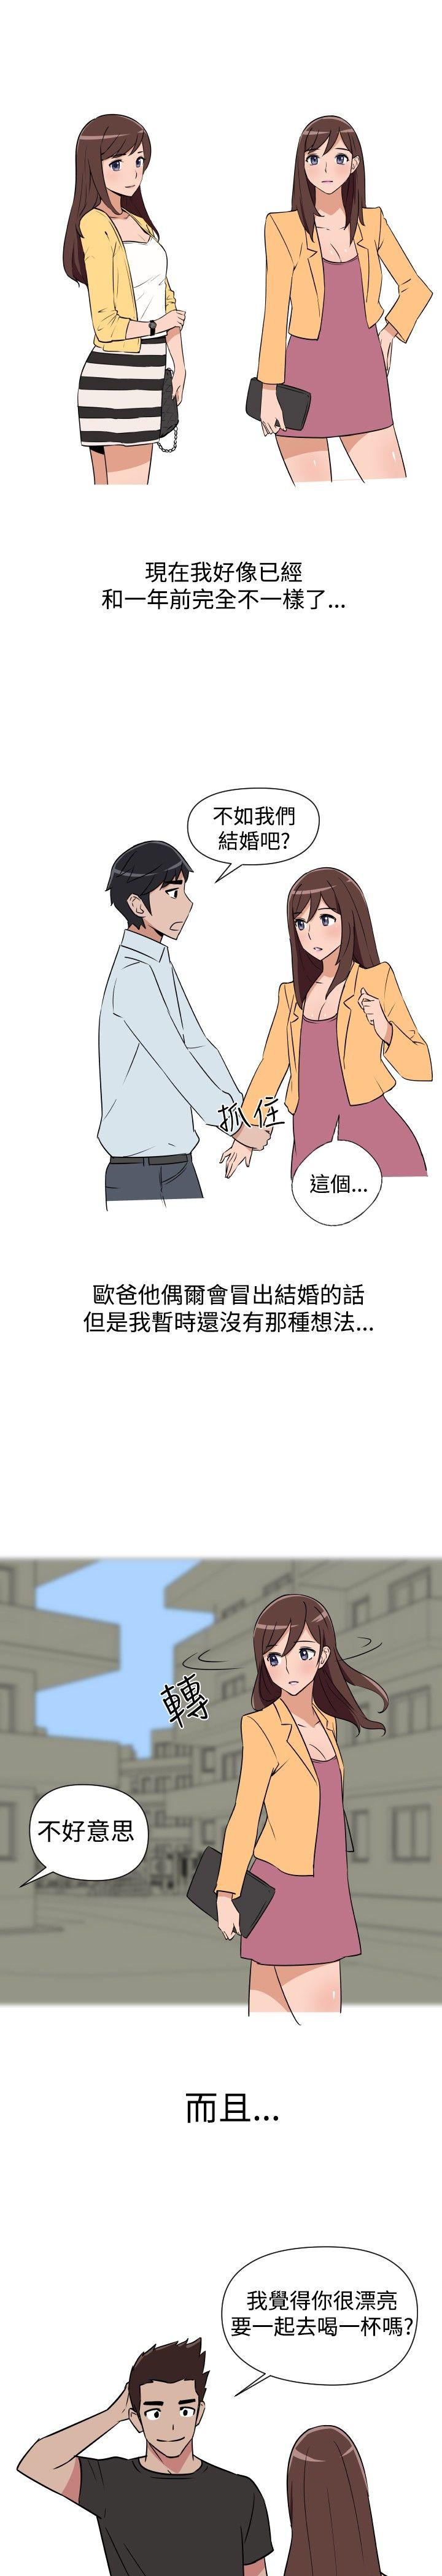 現在我好像已經
和一年前完全不一樣了...
不如我們
結婚吧?
抓住
這個...
歐爸他偶爾會冒出結婚的話
但是我暫時還沒有那種想法...
轉
不好意思
而且...
我覺得你很漂亮
要一起去喝一杯嗎?